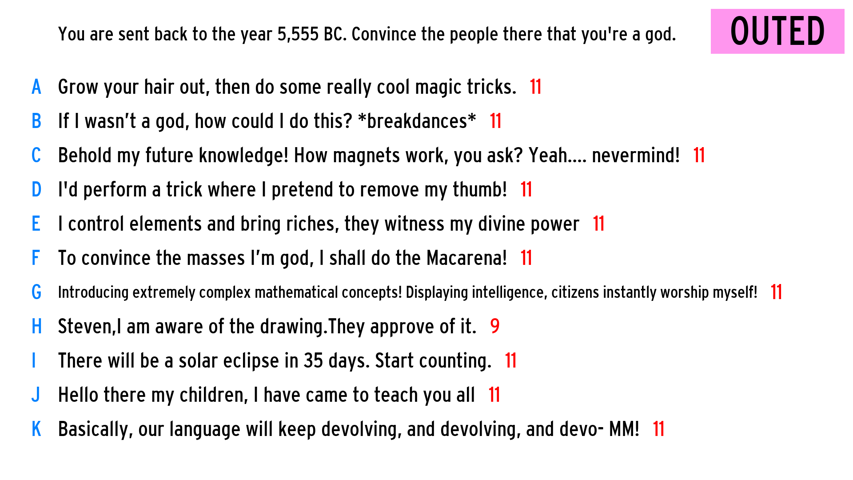 You are sent back to the year 5,555 BC. Convince the people there that you're a god.
OUTED
A Grow your hair out, then do some really cool magic tricks. 11
B If I wasn’t a god, how could I do this? *breakdances* 11
C Behold my future knowledge! How magnets work, you ask? Yeah.... nevermind! 11
D I'd perform a trick where I pretend to remove my thumb! 11
E I control elements and bring riches, they witness my divine power 11
F To convince the masses I’m god, I shall do the Macarena! 11
G Introducing extremely complex mathematical concepts! Displaying intelligence, citizens instantly worship myself! 11
H Steven,I am aware of the drawing.They approve of it. 9
I There will be a solar eclipse in 35 days. Start counting. 11
J Hello there my children, I have came to teach you all 11
K Basically, our language will keep devolving, and devolving, and devo- MM! 11